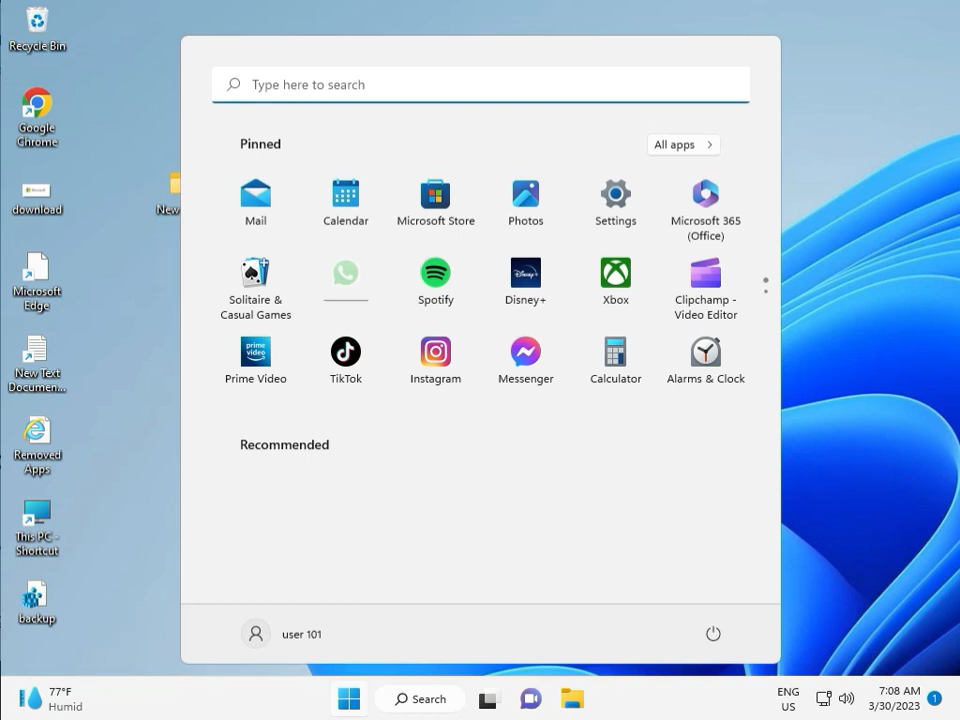 Recycle Bin
Google
Chrome
download
New
Microsoft
Edge
New Text
Documen...
Removed
Apps
This PC -
Shortcut
backup
Type here to search
Pinned
All apps
Mail
Calendar
Microsoft Store
Photos
Settings
Microsoft 365
(Office)
Solitaire &
Casual Games
Spotify
Disney+
Disney+
Xbox
Clipchamp -
Video Editor
prime
video
Prime Video
TikTok
Instagram
Messenger
Calculator
Alarms & Clock
Recommended
user 101
77°F
Humid
Search
ENG
US
7:08 AM
3/30/2023
1